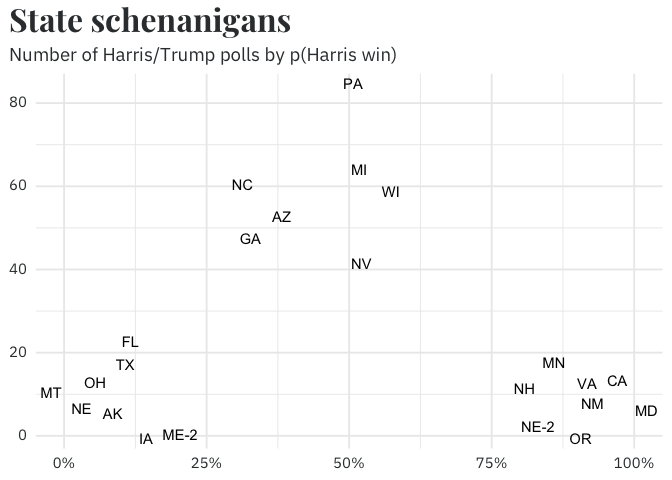 State schenanigans
Number of Harris/Trump polls by p(Harris win)
80
PA
MI
60
NC
WI
AZ
GA
40
NV
20
FL
TX
MN
OH
VA
CA
MT
NH
NE
AK
NM
MD
NE-2
0
IA
ME-2
OR
0%
25%
50%
75%
100%